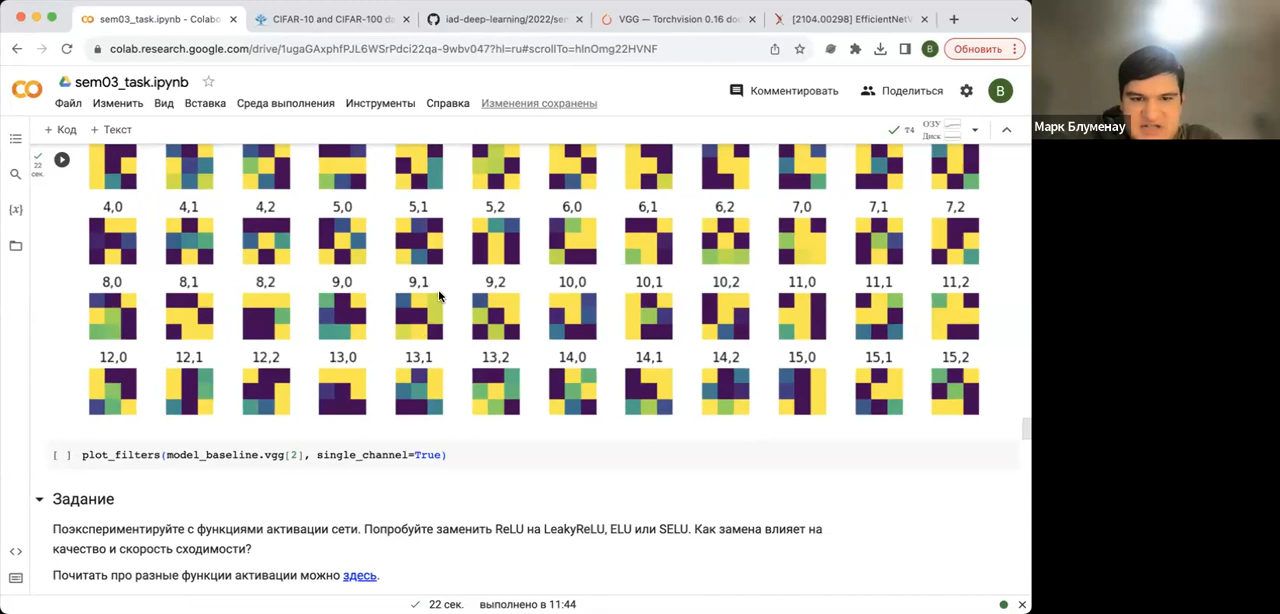 sem03_task.ipynb - Colabo
CIFAR-10 and CIFAR-100 da
iad-deep-learning/2022/sem
VGG — Torchvision 0.16 doc
[2104.00298] EfficientNetV
colab.research.google.com/drive/1ugaGAxphfPJL6WSrPdci22qa-9wbv047?hl=ru#scrollTo=hlnOmg22HVNF
B
Обновить
sem03_task.ipynb
Файл Изменить Вид Вставка Среда выполнения Инструменты Справка Изменения сохранены
Комментировать
Поделиться
B
Марк Блуменау
+ Код + Текст
T4
ОЗУ
Диск
22
сек.
{x}
4,0 4,1 4,2 5,0 5,1 5,2 6,0 6,1 6,2 7,0 7,1 7,2
8,0 8,1 8,2 9,0 9,1 9,2 10,0 10,1 10,2 11,0 11,1 11,2
12,0 12,1 12,2 13,0 13,1 13,2 14,0 14,1 14,2 15,0 15,1 15,2
[ ] plot_filters(model_baseline.vgg[2], single_channel=True)
Задание
Поэкспериментируйте с функциями активации сети. Попробуйте заменить ReLU на LeakyReLU, ELU или SELU. Как замена влияет на
качество и скорость сходимости?
Почитать про разные функции активации можно здесь.
22 сек. выполнено в 11:44